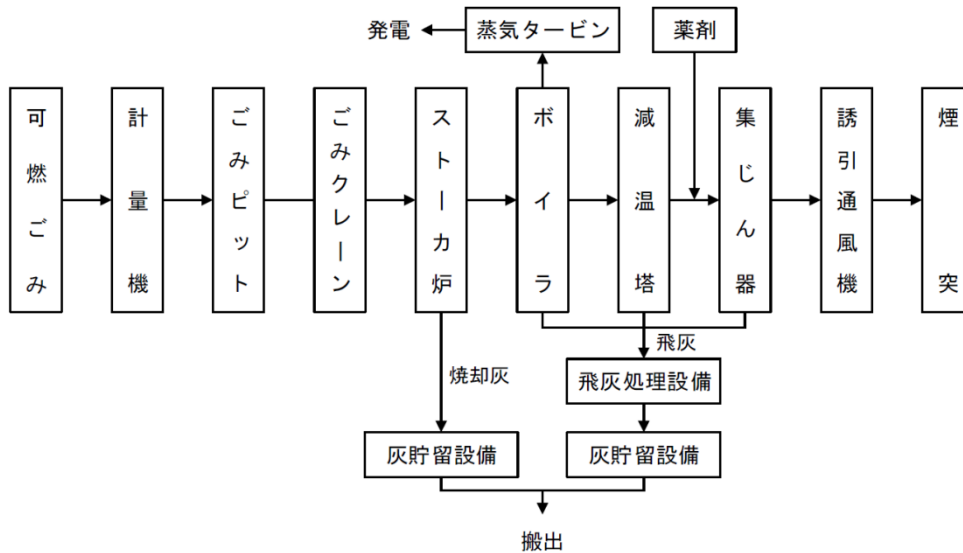 発電
蒸気タービン
薬剤
可燃ごみ
計量機
ごみピット
ごみクレーン
ストーカ炉
ボイラ
減温塔
集じん器
誘引通風機
煙突
焼却灰
飛灰
飛灰処理設備
灰貯留設備
灰貯留設備
搬出